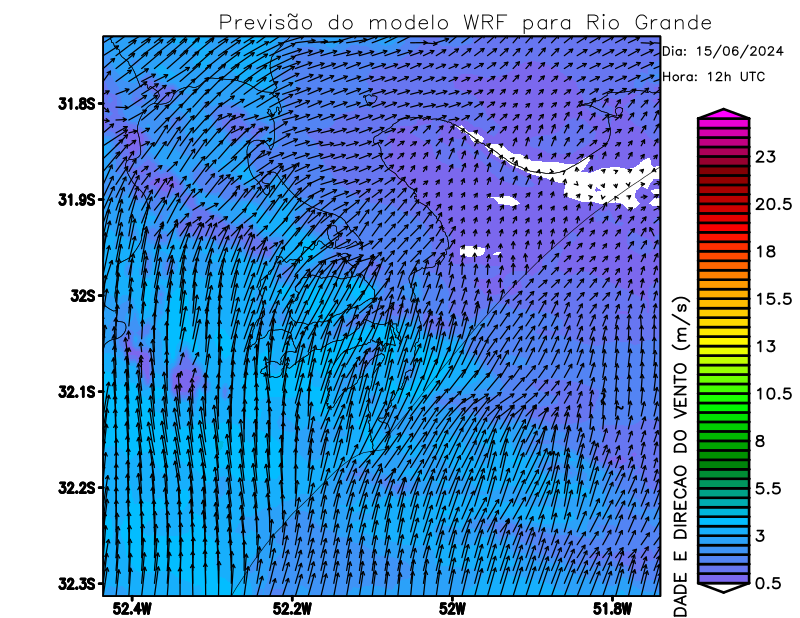 Previsão do modelo WRF para Rio Grande
Dia: 15/06/2024
Hora: 12h UTC
31.8S
31.9S
32S
32.1S
32.2S
32.3S
52.4W
52.2W
52W
51.8W
23
20.5
18
15.5
13
10.5
8
5.5
3
0.5
DADE E DIRECAO DO VENTO (m/s)